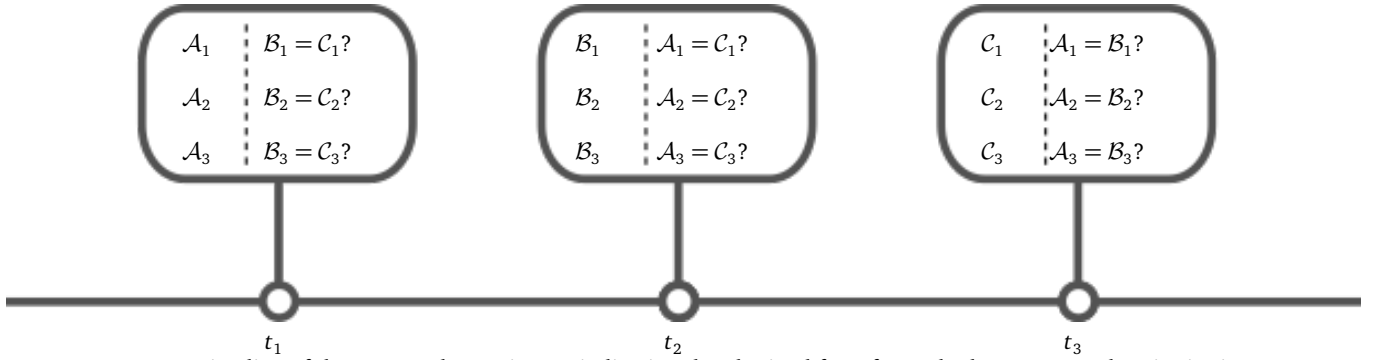 𝒜₁ ℬ₁ = 𝒞₁?
𝒜₂ ℬ₂ = 𝒞₂?
𝒜₃ ℬ₃ = 𝒞₃?
ℬ₁ 𝒜₁ = 𝒞₁?
ℬ₂ 𝒜₂ = 𝒞₂?
ℬ₃ 𝒜₃ = 𝒞₃?
𝒞₁ 𝒜₁ = ℬ₁?
𝒞₂ 𝒜₂ = ℬ₂?
𝒞₃ 𝒜₃ = ℬ₃?
t₁ t₂ t₃